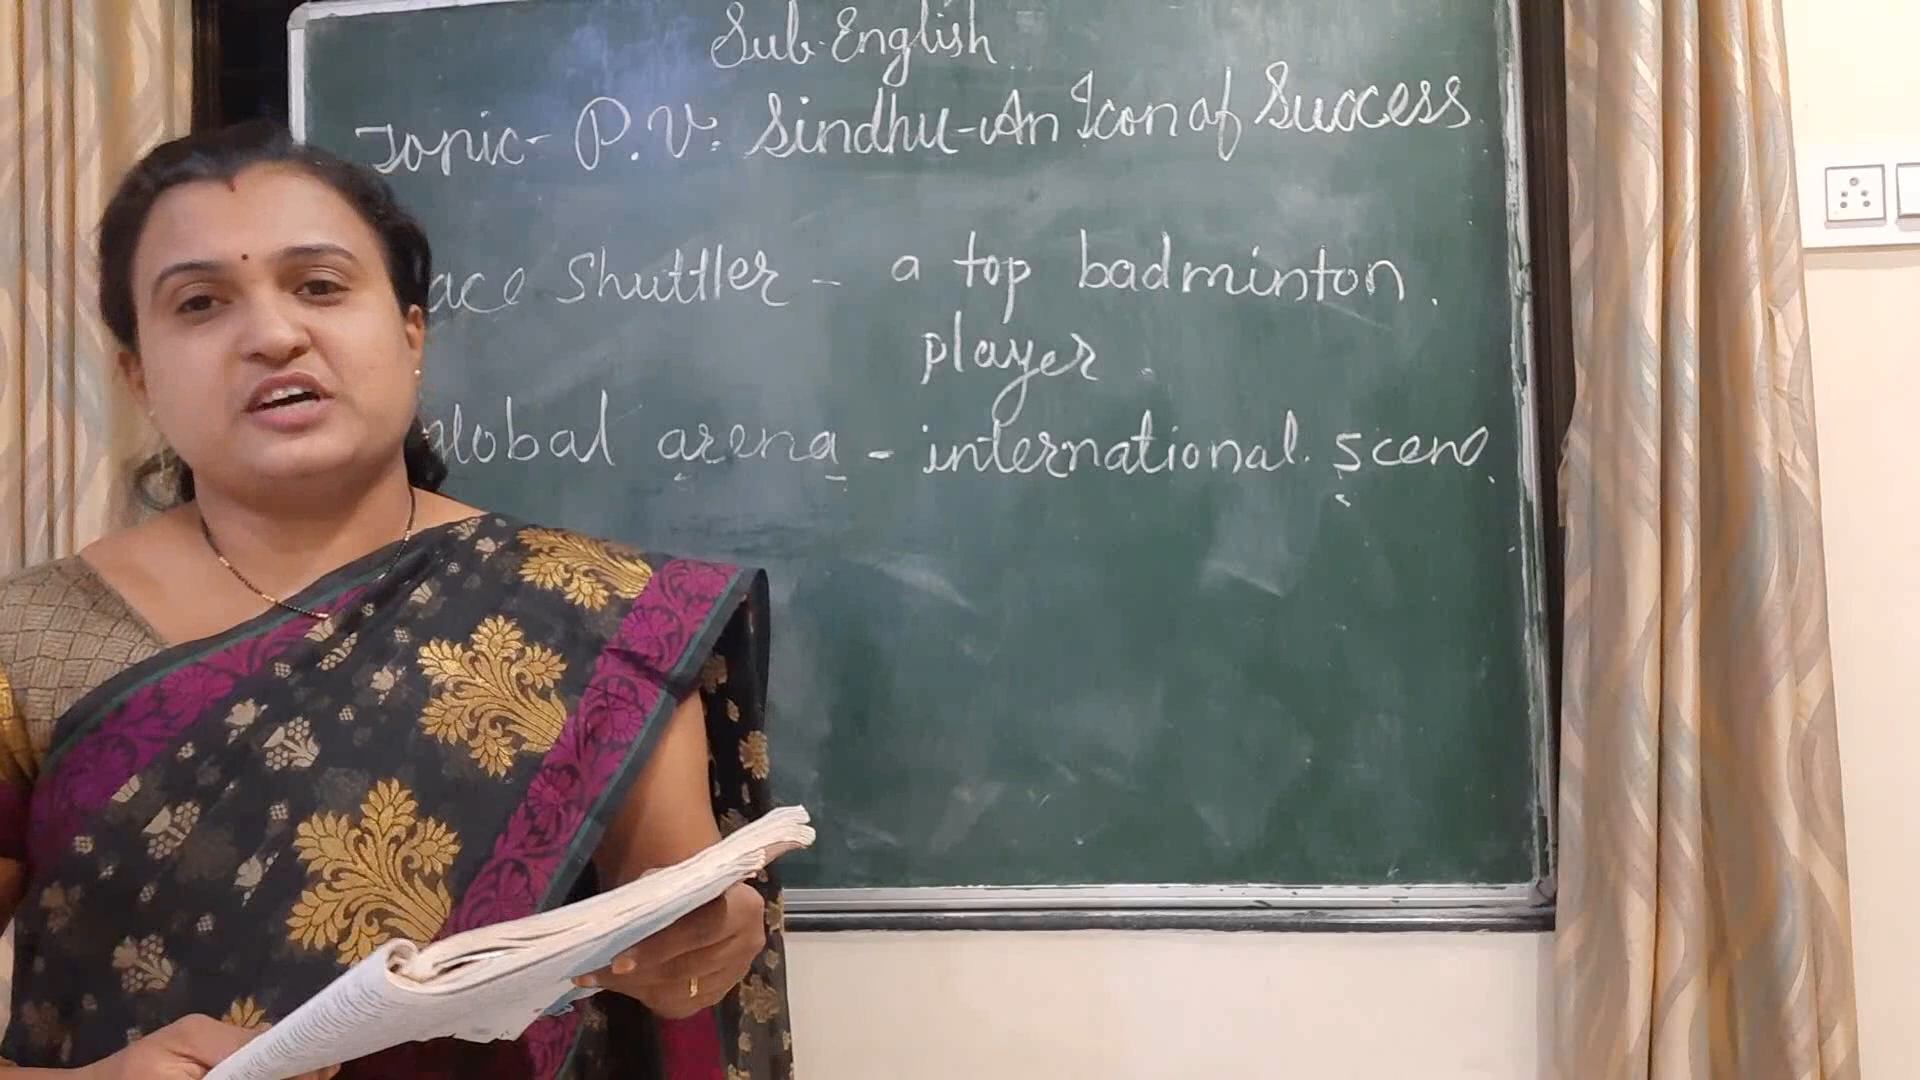 Sub-English
Topic- P.V. Sindhu-An Icon of Success
ace Shuttler - a top badminton
player
global arena - international scene